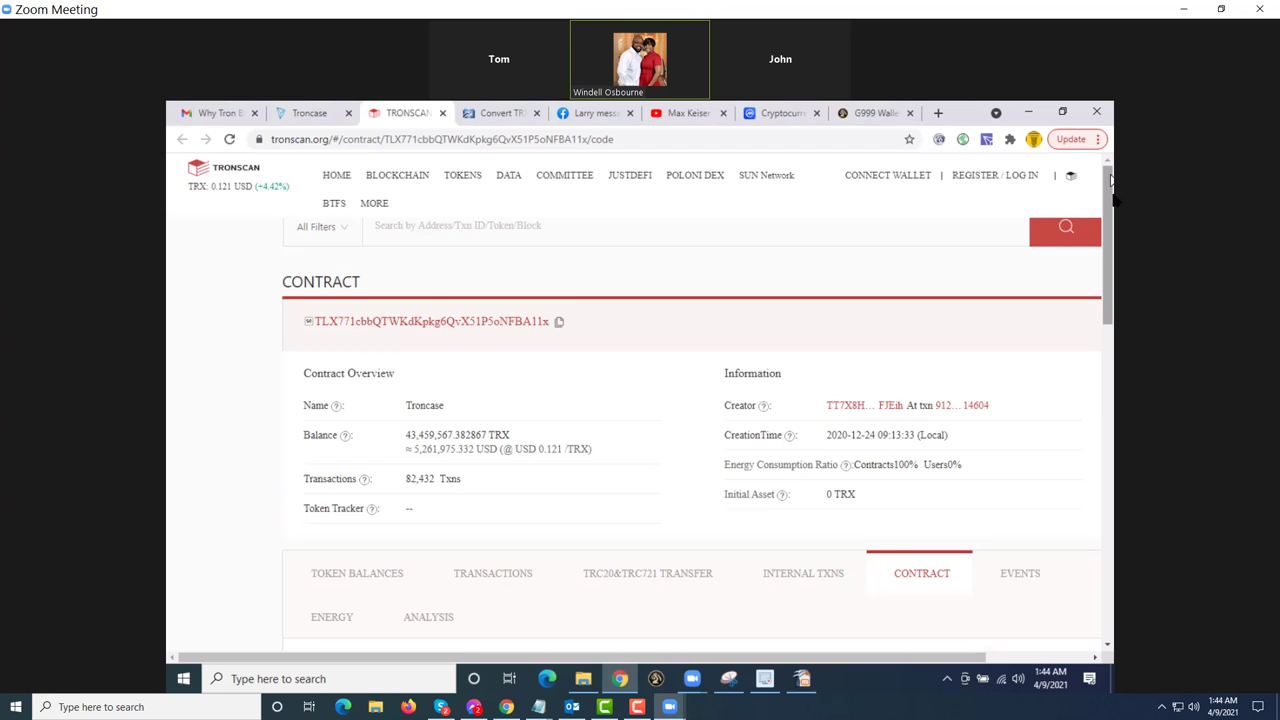 Zoom Meeting
Tom
Windell Osbourne
John
Why Tron B
Troncase
TRONSCAN
Convert TR
Larry mess
Max Keiser
Cryptocurr
G999 Walle
tronscan.org/#/contract/TLX771cbbQTWKdKpkg6QvX51P5oNFBA11x/code
Update
TRONSCAN
TRX: 0.121 USD (+4.42%)
HOME BLOCKCHAIN TOKENS DATA COMMITTEE JUSTDEFI POLONI DEX SUN Network
CONNECT WALLET | REGISTER / LOG IN |
BTFS MORE
All Filters
Search by Address/Txn ID/Token/Block
CONTRACT
TLX771cbbQTWKdKpkg6QvX51P5oNFBA11x
Contract Overview
Name ?: Troncase
Balance ?: 43,459,567.382867 TRX
≈ 5,261,975.332 USD (@ USD 0.121 /TRX)
Transactions ?: 82,432 Txns
Token Tracker ?: --
Information
Creator ?: TT7X8H... FJEih At txn 912... 14604
CreationTime ?: 2020-12-24 09:13:33 (Local)
Energy Consumption Ratio ?:Contracts100% Users0%
Initial Asset ?: 0 TRX
TOKEN BALANCES TRANSACTIONS TRC20&TRC721 TRANSFER INTERNAL TXNS CONTRACT EVENTS
ENERGY ANALYSIS
Type here to search
1:44 AM
4/9/2021
Type here to search
1:44 AM
4/9/2021